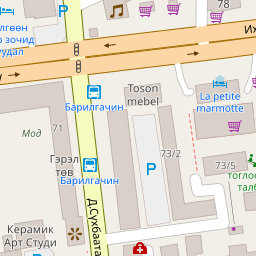 лгөөн
р зочид
уудал
Их
P
Toson
mebel
Барилгачин
La petite
marmotte
Мод
71
Гэрэл
төв
Барилгачин
P
73/2
73/5
тоглоо
талб
Д.Сүхбаата
Керамик
Арт Студи